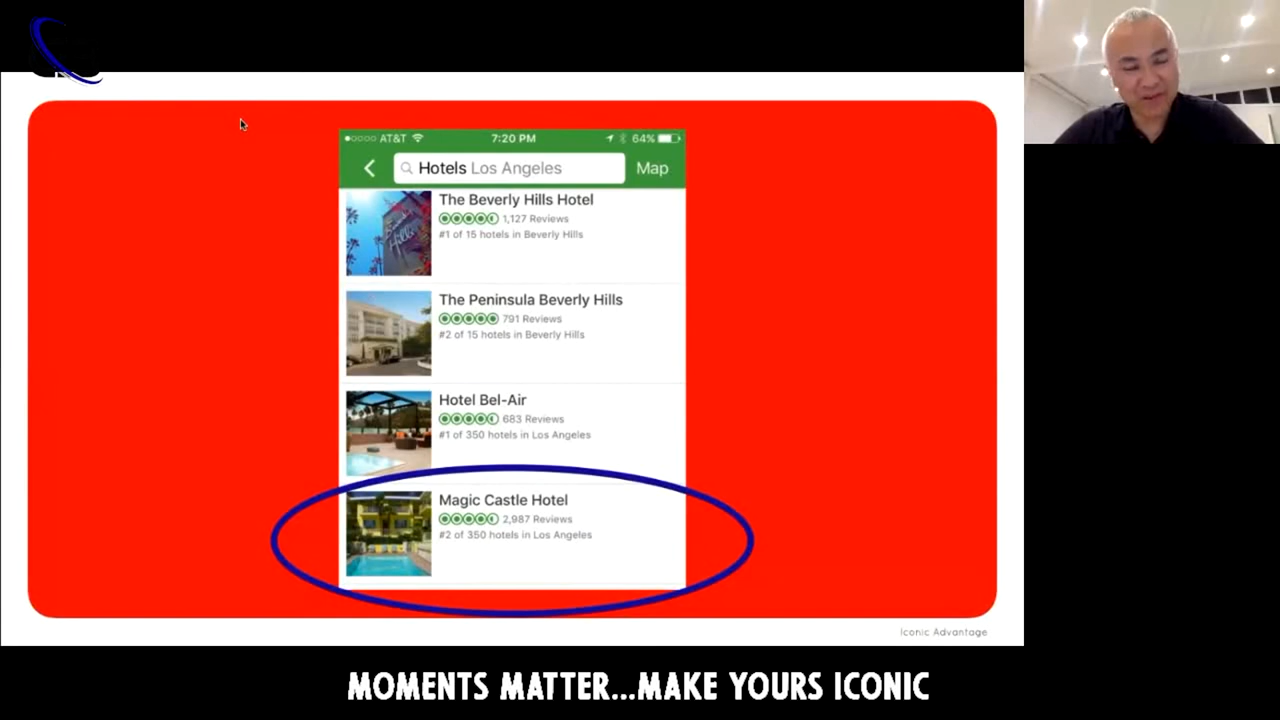 AT&T 7:20 PM 64%
Hotels Los Angeles Map
The Beverly Hills Hotel
1,127 Reviews
#1 of 15 hotels in Beverly Hills
The Peninsula Beverly Hills
791 Reviews
#2 of 15 hotels in Beverly Hills
Hotel Bel-Air
683 Reviews
#1 of 350 hotels in Los Angeles
Magic Castle Hotel
2,987 Reviews
#2 of 350 hotels in Los Angeles
Iconic Advantage
MOMENTS MATTER...MAKE YOURS ICONIC